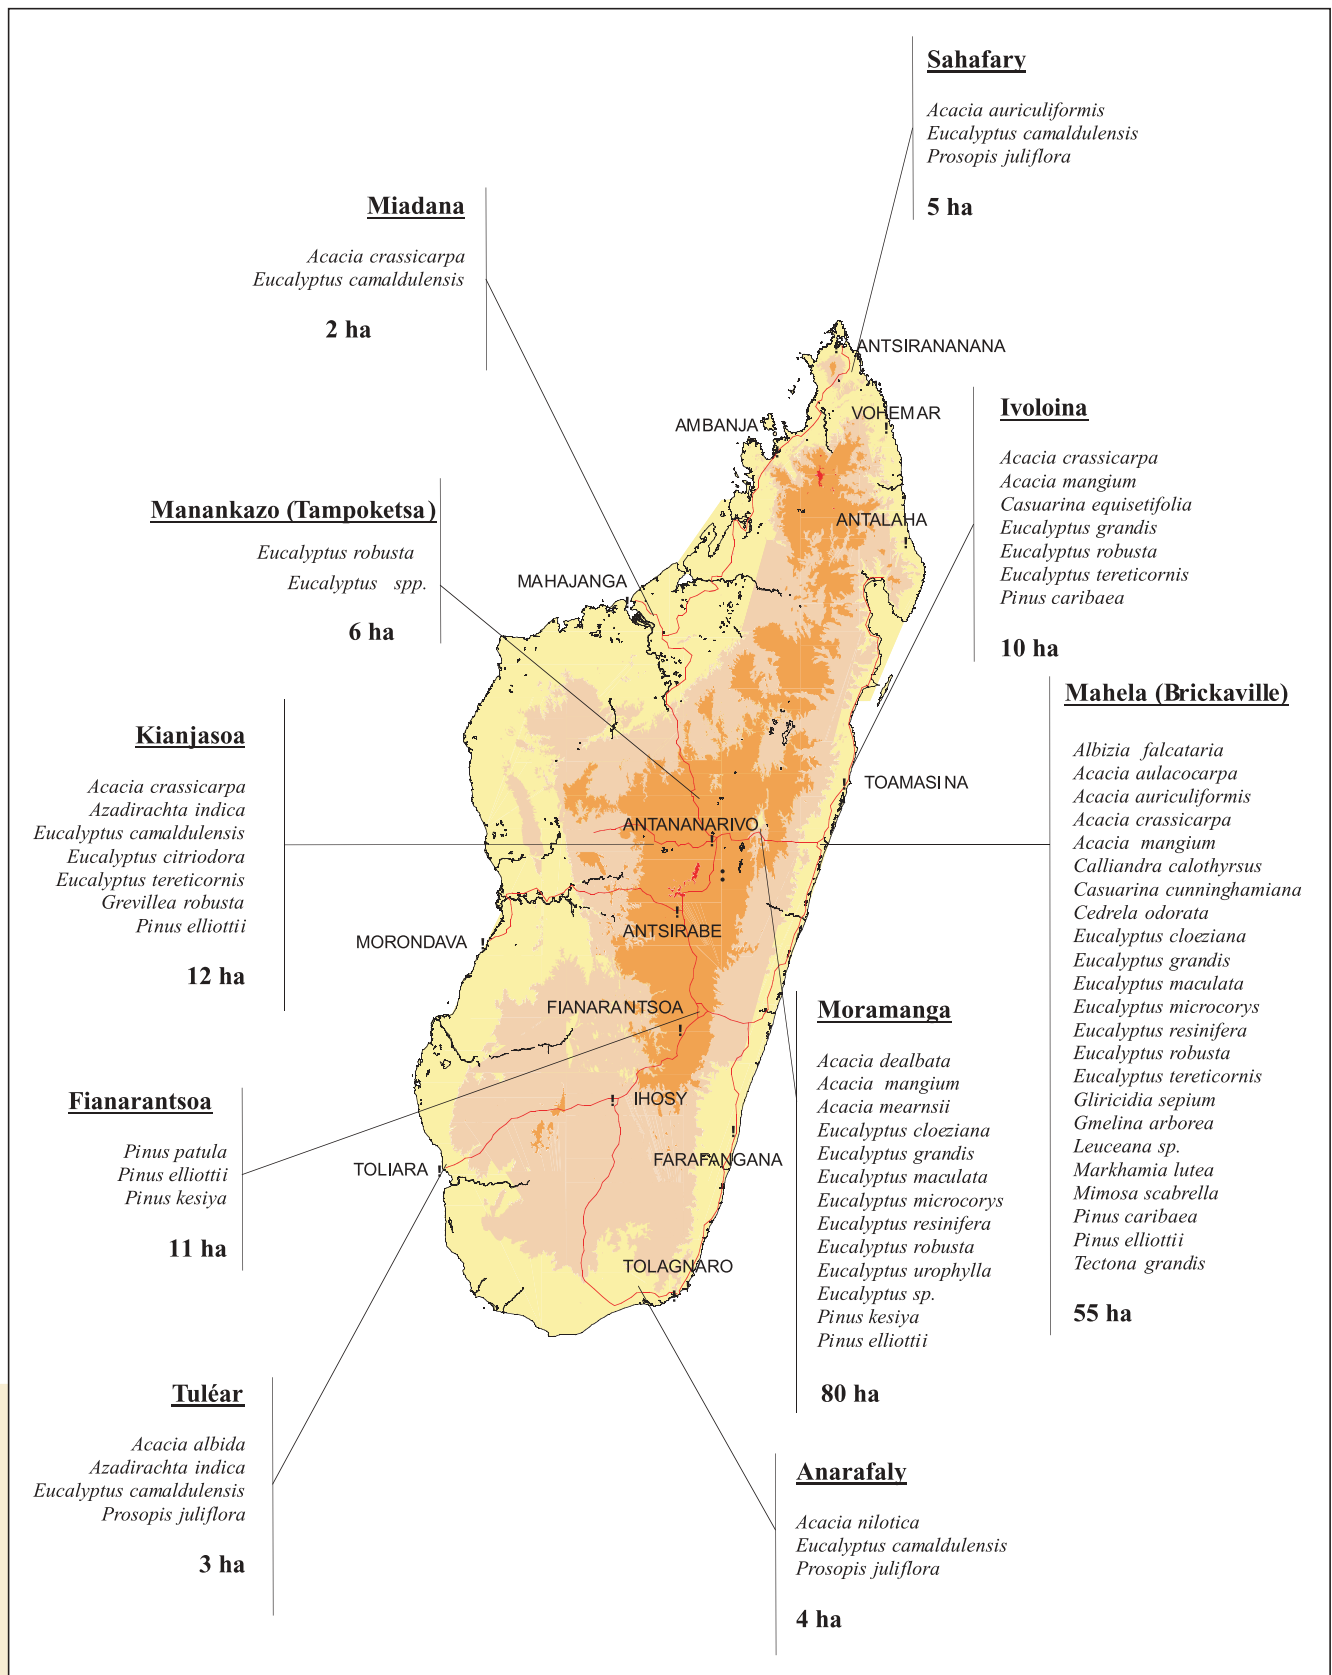 Sahafary
Acacia auriculiformis
Eucalyptus camaldulensis
Prosopis juliflora
5 ha
Miadana
Acacia crassicarpa
Eucalyptus camaldulensis
2 ha
Manankazo (Tampoketsa)
Eucalyptus robusta
Eucalyptus spp.
6 ha
Kianjasoa
Acacia crassicarpa
Azadirachta indica
Eucalyptus camaldulensis
Eucalyptus citriodora
Eucalyptus tereticornis
Grevillea robusta
Pinus elliottii
12 ha
Fianarantsoa
Pinus patula
Pinus elliottii
Pinus kesiya
11 ha
Tuléar
Acacia albida
Azadirachta indica
Eucalyptus camaldulensis
Prosopis juliflora
3 ha
ANTSIRANANANA
VOHEMAR
AMBANJA
ANTALAHA
MAHAJANGA
TOAMASINA
ANTANANARIVO
ANTSIRABE
MORONDAVA
FIANARANTSOA
IHOSY
FARAFANGANA
TOLIARA
TOLAGNARO
Ivoloina
Acacia crassicarpa
Acacia mangium
Casuarina equisetifolia
Eucalyptus grandis
Eucalyptus robusta
Eucalyptus tereticornis
Pinus caribaea
10 ha
Mahela (Brickaville)
Albizia falcataria
Acacia aulacocarpa
Acacia auriculiformis
Acacia crassicarpa
Acacia mangium
Calliandra calothyrsus
Casuarina cunninghamiana
Cedrela odorata
Eucalyptus cloeziana
Eucalyptus grandis
Eucalyptus maculata
Eucalyptus microcorys
Eucalyptus resinifera
Eucalyptus robusta
Eucalyptus tereticornis
Gliricidia sepium
Gmelina arborea
Leuceana sp.
Markhamia lutea
Mimosa scabrella
Pinus caribaea
Pinus elliottii
Tectona grandis
55 ha
Moramanga
Acacia dealbata
Acacia mangium
Acacia mearnsii
Eucalyptus cloeziana
Eucalyptus grandis
Eucalyptus maculata
Eucalyptus microcorys
Eucalyptus resinifera
Eucalyptus robusta
Eucalyptus urophylla
Eucalyptus sp.
Pinus kesiya
Pinus elliottii
80 ha
Anarafaly
Acacia nilotica
Eucalyptus camaldulensis
Prosopis juliflora
4 ha